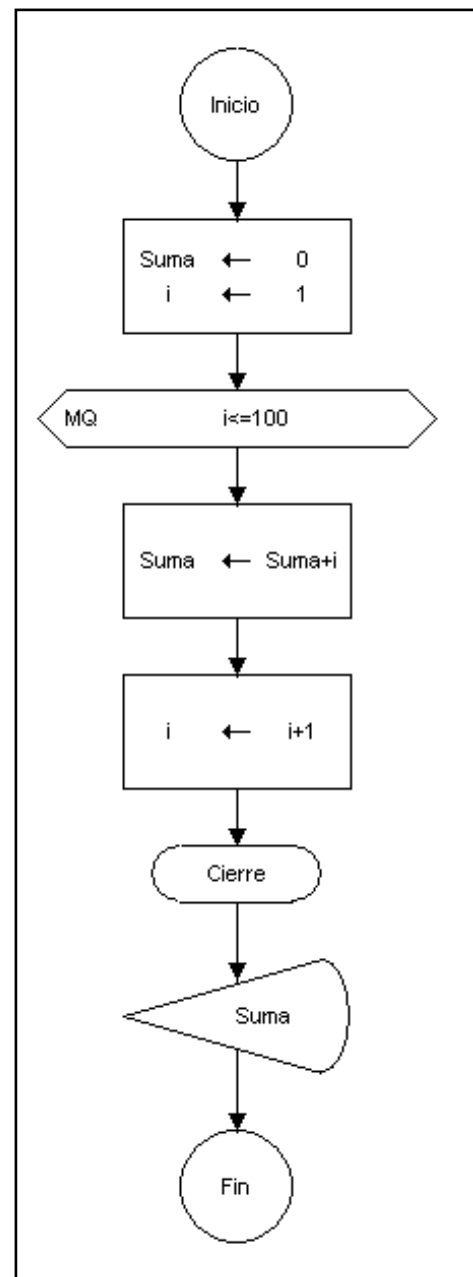 Inicio
Suma ← 0
i ← 1
MQ i<=100
Suma ← Suma+i
i ← i+1
Cierre
Suma
Fin